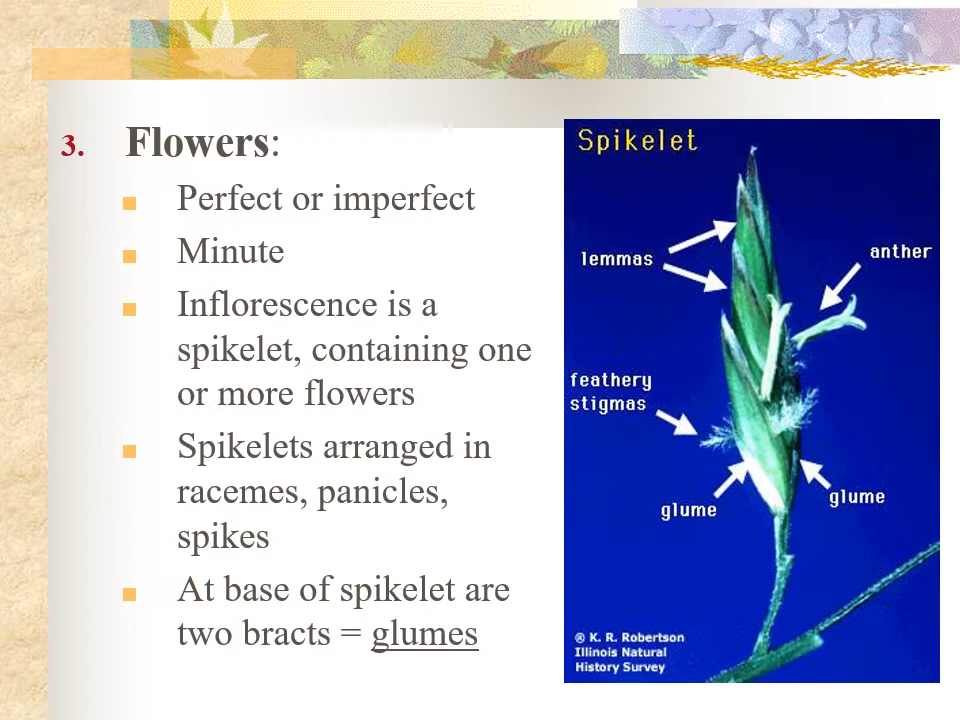 3. Flowers:
■ Perfect or imperfect
■ Minute
■ Inflorescence is a
spikelet, containing one
or more flowers
■ Spikelets arranged in
racemes, panicles,
spikes
■ At base of spikelet are
two bracts = glumes
Spikelet
lemmas
anther
feathery
stigmas
glume
glume
© K. R. Robertson
Illinois Natural
History Survey